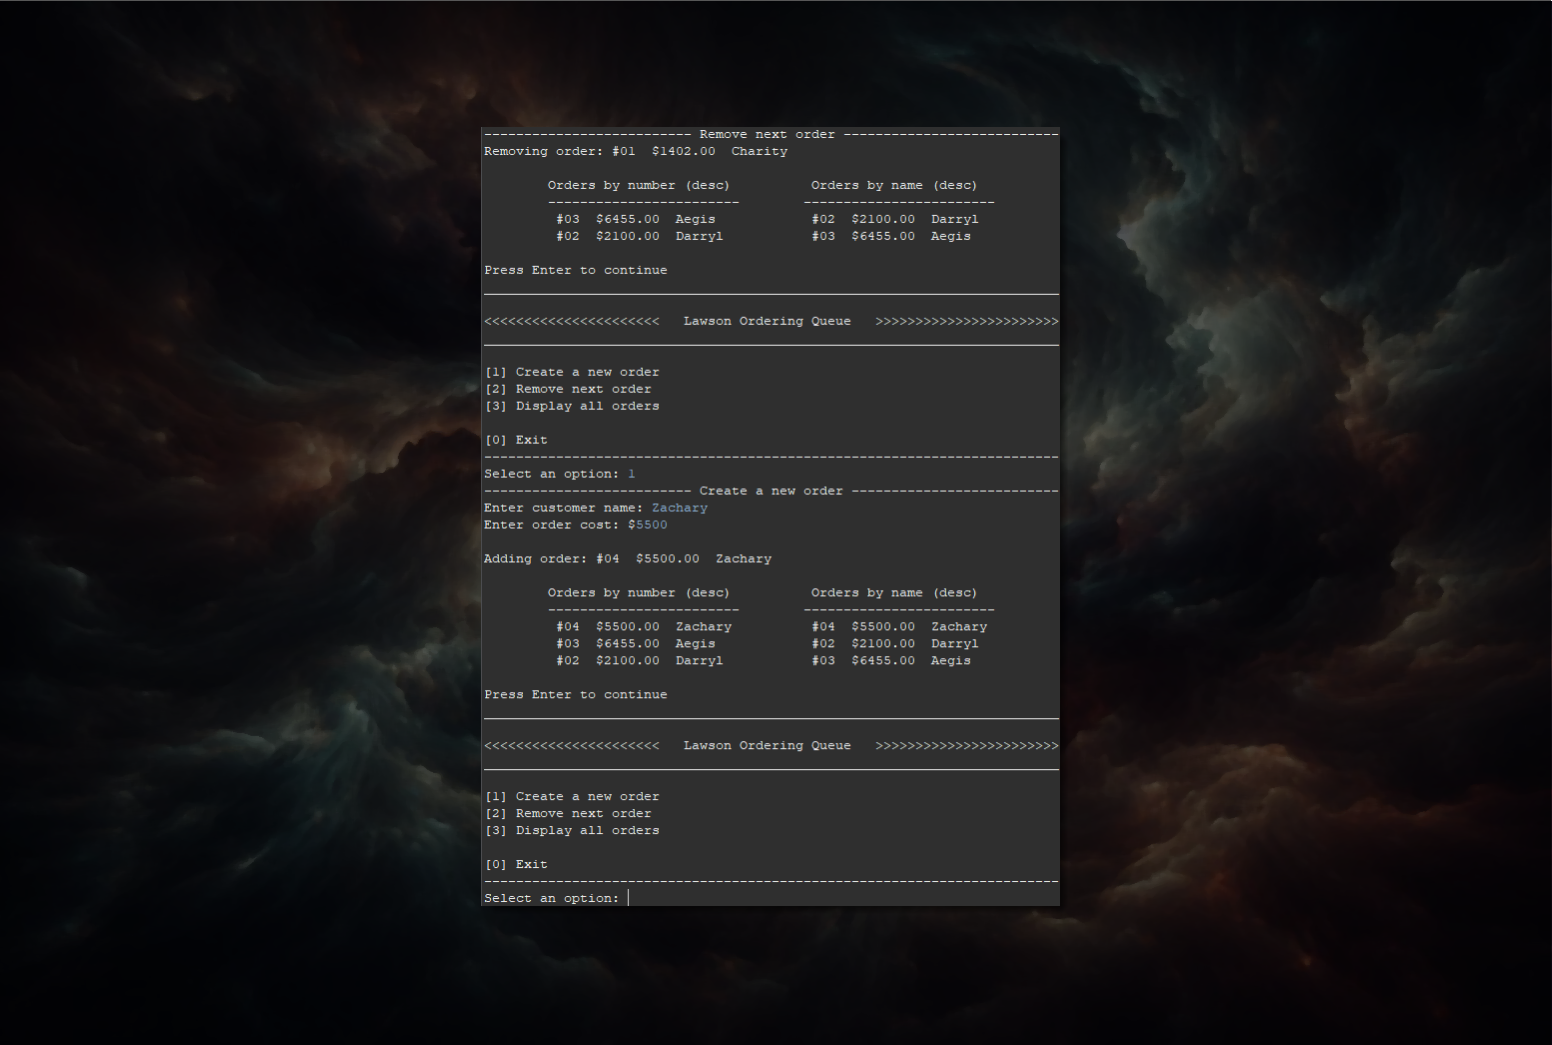 -------------------------- Remove next order ---------------------------
Removing order: #01  $1402.00  Charity
Orders by number (desc)          Orders by name (desc)
------------------------        ------------------------
#03  $6455.00  Aegis            #02  $2100.00  Darryl
#02  $2100.00  Darryl           #03  $6455.00  Aegis
Press Enter to continue
<<<<<<<<<<<<<<<<<<<<<<   Lawson Ordering Queue   >>>>>>>>>>>>>>>>>>>>>>>
[1] Create a new order
[2] Remove next order
[3] Display all orders
[0] Exit
------------------------------------------------------------------------
Select an option: 1
-------------------------- Create a new order --------------------------
Enter customer name: Zachary
Enter order cost: $5500
Adding order: #04  $5500.00  Zachary
Orders by number (desc)          Orders by name (desc)
------------------------        ------------------------
#04  $5500.00  Zachary          #04  $5500.00  Zachary
#03  $6455.00  Aegis            #02  $2100.00  Darryl
#02  $2100.00  Darryl           #03  $6455.00  Aegis
Press Enter to continue
<<<<<<<<<<<<<<<<<<<<<<   Lawson Ordering Queue   >>>>>>>>>>>>>>>>>>>>>>>
[1] Create a new order
[2] Remove next order
[3] Display all orders
[0] Exit
------------------------------------------------------------------------
Select an option: